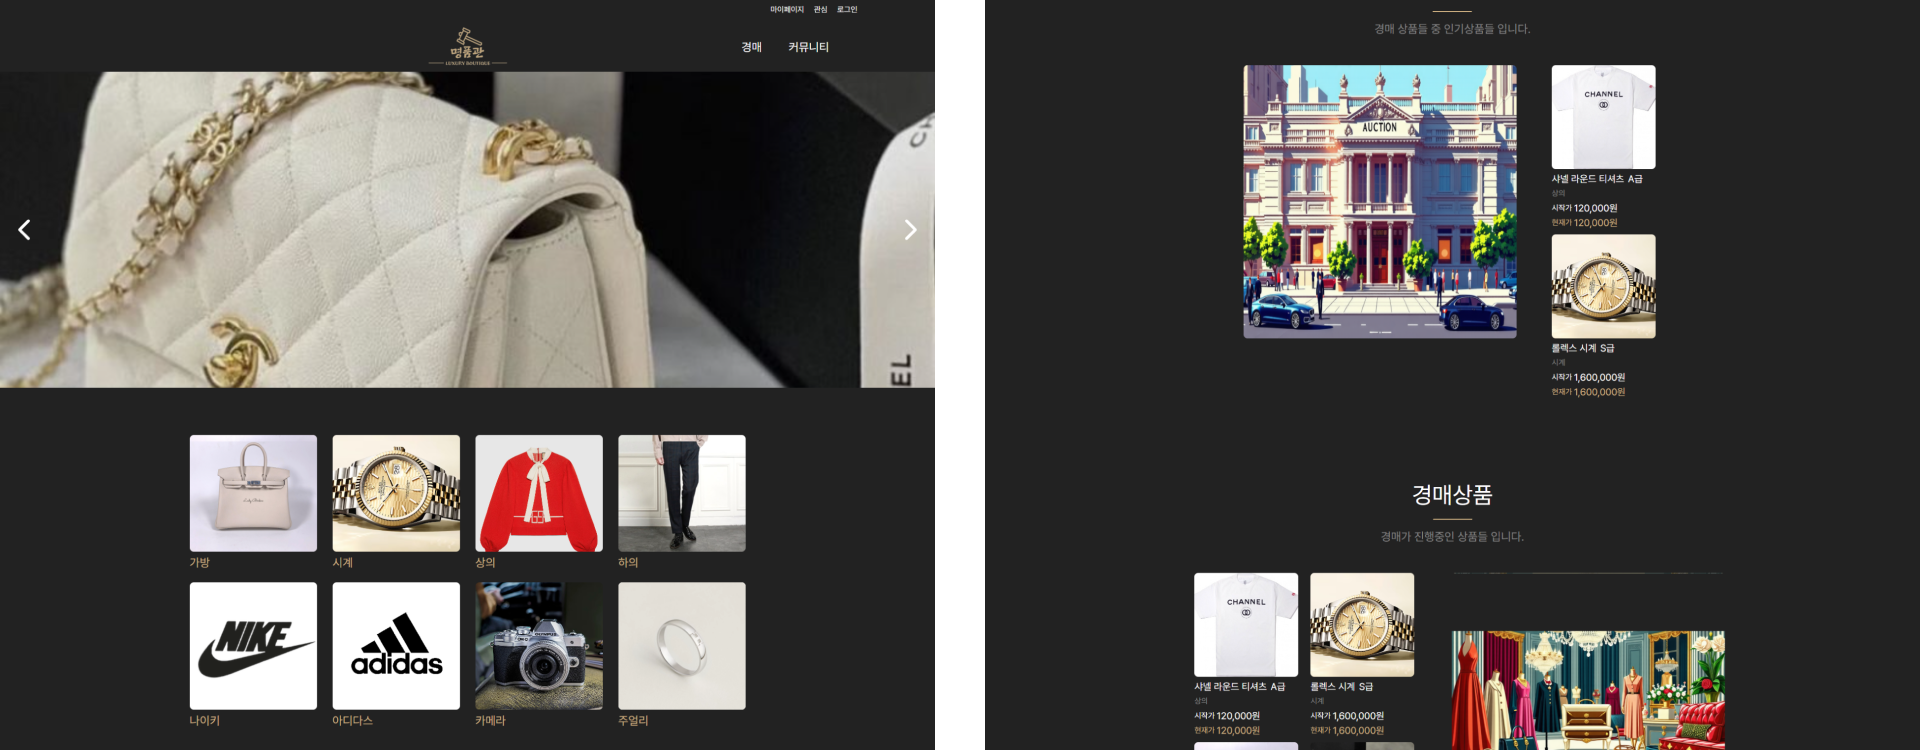 마이페이지 관심 로그인
명품관
LUXURY BOUTIQUE
경매 커뮤니티
CH
EL
가방 시계 상의 하의
NIKE
adidas
OLYMPUS
나이키 아디다스 카메라 주얼리
경매 상품들 중 인기상품들 입니다.
AUCTION
CHANNEL
샤넬 라운드 티셔츠 A급
상의
시작가 120,000원
현재가 120,000원
롤렉스 시계 S급
시계
시작가 1,600,000원
현재가 1,600,000원
경매상품
경매가 진행중인 상품들 입니다.
CHANNEL
샤넬 라운드 티셔츠 A급 롤렉스 시계 S급
상의 시계
시작가 120,000원 시작가 1,600,000원
현재가 120,000원 현재가 1,600,000원